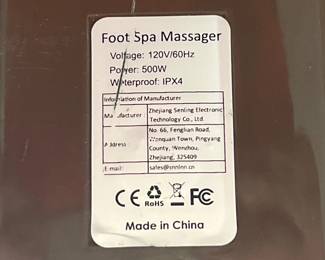 Foot Spa Massager
Voltage: 120V/60Hz
Power: 500W
Waterproof: IPX4
Information of Manufacturer
Manufacturer Zhejiang Senling Electronic
Technology Co., Ltd.
Address No. 66, Fenglian Road,
Wanquan Town, Pingyang
County, Wenzhou,
Zhejiang, 325409
E-mail sales@snnlnn.cn
CE RoHS FC
Made in China